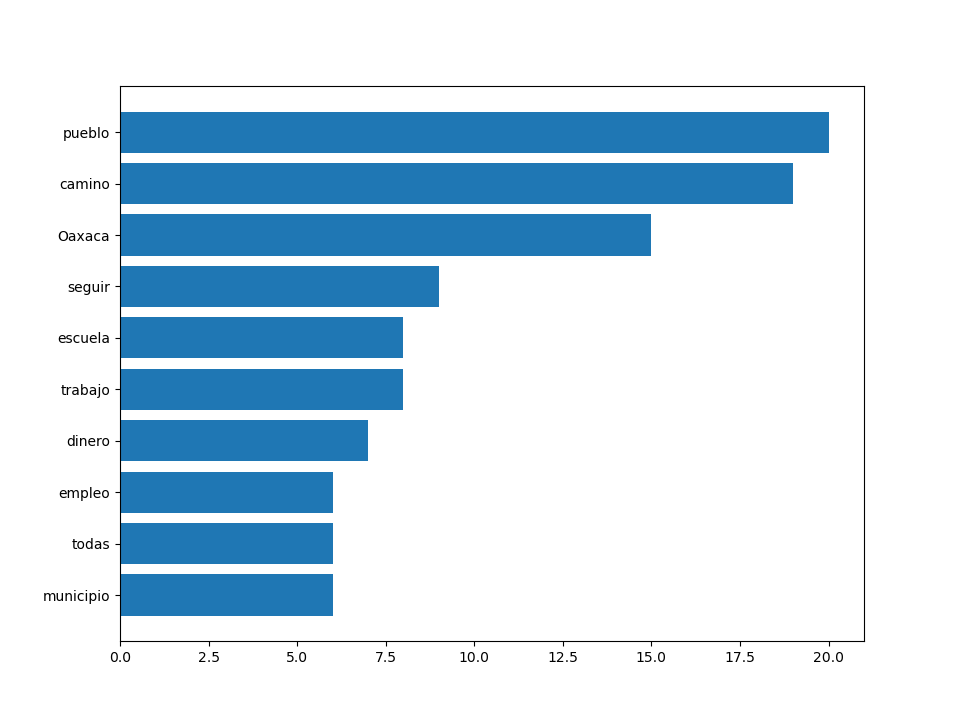 pueblo
camino
Oaxaca
seguir
escuela
trabajo
dinero
empleo
todas
municipio
0.0 2.5 5.0 7.5 10.0 12.5 15.0 17.5 20.0